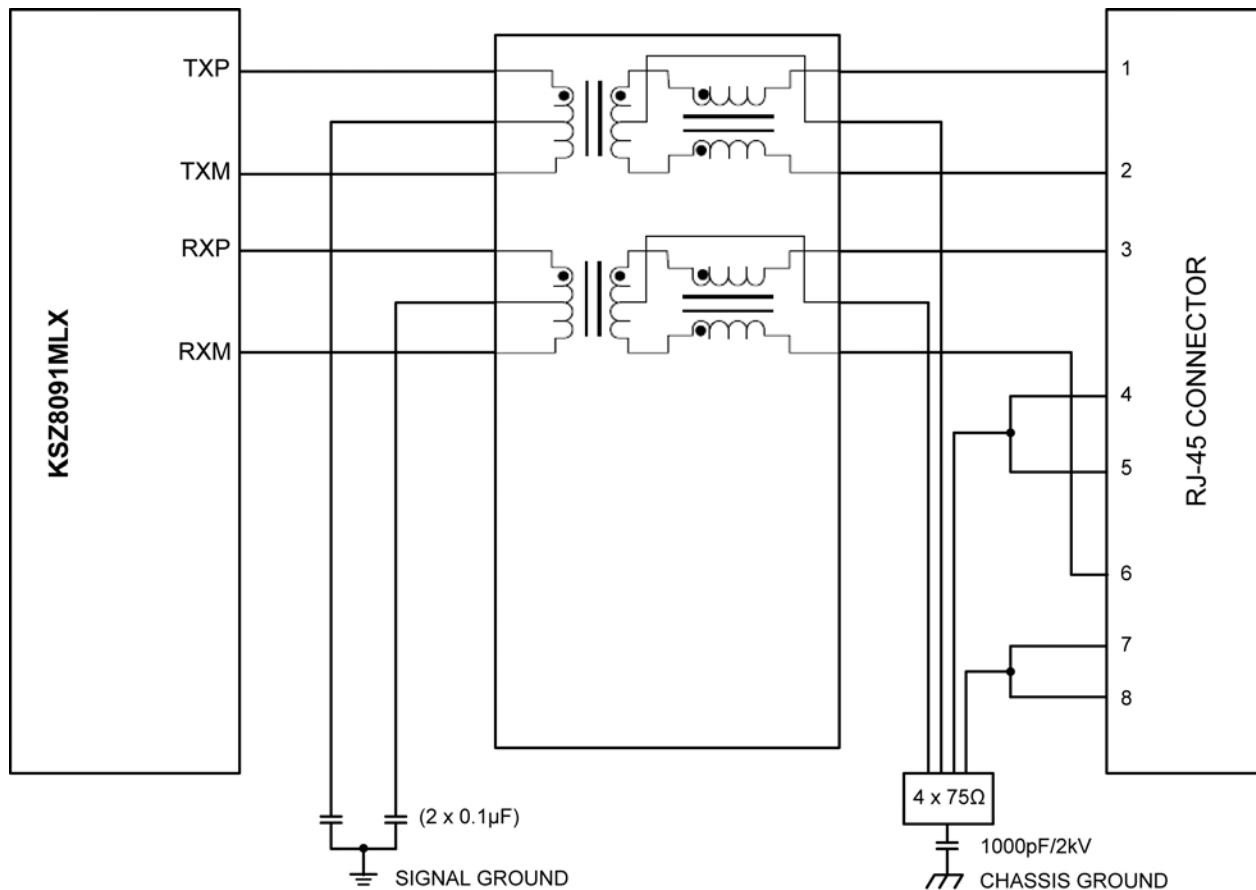 KSZ8091MLX
TXP
TXM
RXP
RXM
1
2
3
4
5
6
7
8
RJ-45 CONNECTOR
(2 x 0.1µF)
SIGNAL GROUND
4 x 75Ω
1000pF/2kV
CHASSIS GROUND